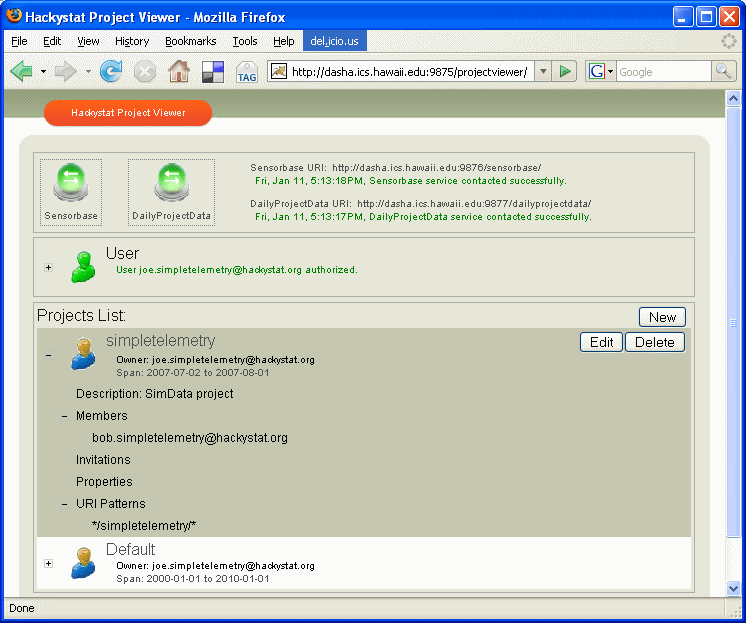 Hackystat Project Viewer - Mozilla Firefox
File Edit View History Bookmarks Tools Help del.icio.us
TAG http://dasha.ics.hawaii.edu:9875/projectviewer/ G Google
Hackystat Project Viewer
Sensorbase URI: http://dasha.ics.hawaii.edu:9876/sensorbase/
Fri, Jan 11, 5:13:18PM, Sensorbase service contacted successfully.
DailyProjectData URI: http://dasha.ics.hawaii.edu:9877/dailyprojectdata/
Sensorbase DailyProjectData Fri, Jan 11, 5:13:17PM, DailyProjectData service contacted successfully.
User
User joe.simpletelemetry@hackystat.org authorized.
Projects List: New
simpletelemetry Edit Delete
Owner: joe.simpletelemetry@hackystat.org
Span: 2007-07-02 to 2007-08-01
Description: SimData project
Members
bob.simpletelemetry@hackystat.org
Invitations
Properties
URI Patterns
*/simpletelemetry/*
Default
Owner: joe.simpletelemetry@hackystat.org
Span: 2000-01-01 to 2010-01-01
Done